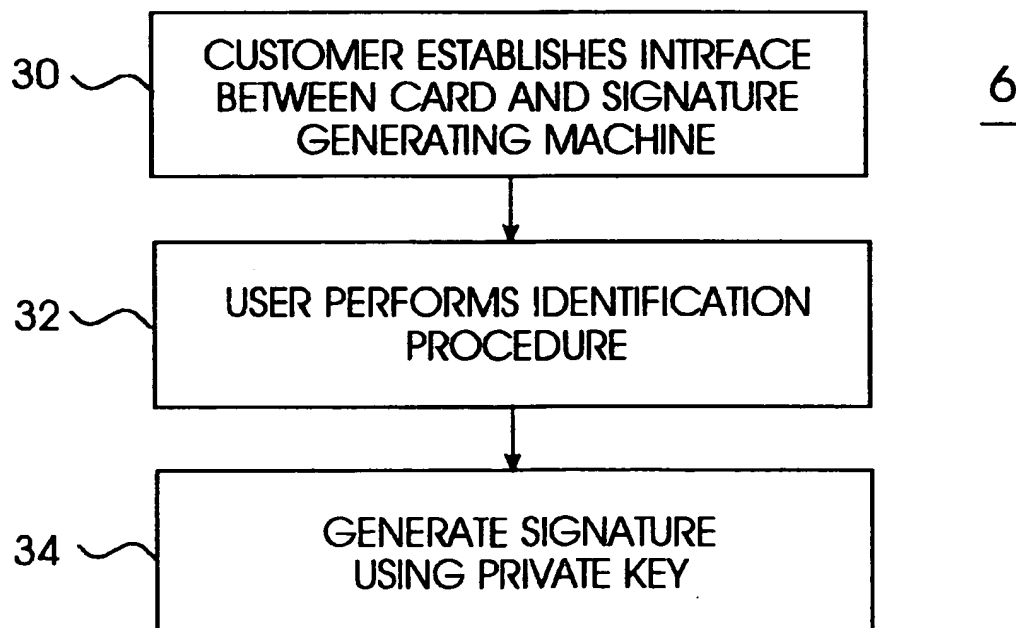 30
CUSTOMER ESTABLISHES INTRFACE
BETWEEN CARD AND SIGNATURE
GENERATING MACHINE
6
32
USER PERFORMS IDENTIFICATION
PROCEDURE
34
GENERATE SIGNATURE
USING PRIVATE KEY